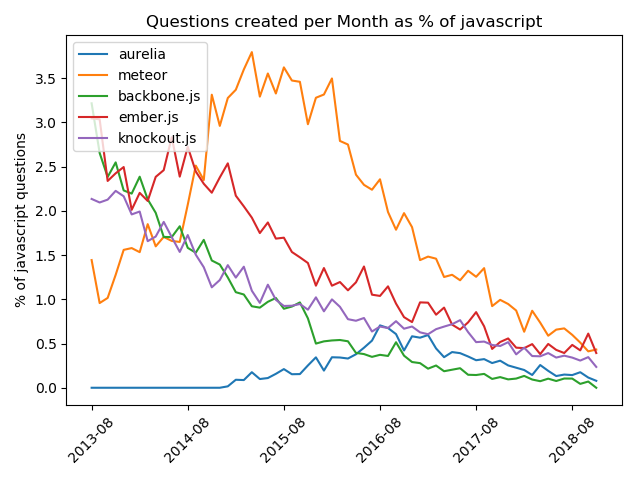 Questions created per Month as % of javascript
aurelia
meteor
backbone.js
ember.js
knockout.js
% of javascript questions
3.5
3.0
2.5
2.0
1.5
1.0
0.5
0.0
2013-08
2014-08
2015-08
2016-08
2017-08
2018-08